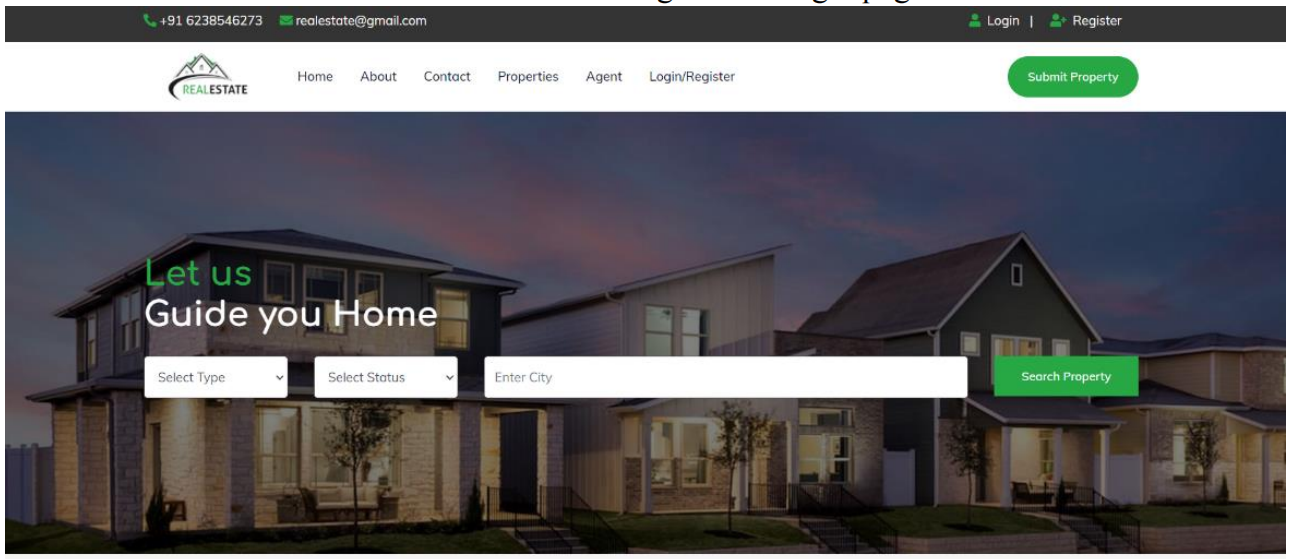 +91 6238546273 realestate@gmail.com Login | Register
REALESTATE Home About Contact Properties Agent Login/Register Submit Property
Let us
Guide you Home
Select Type Select Status Enter City Search Property